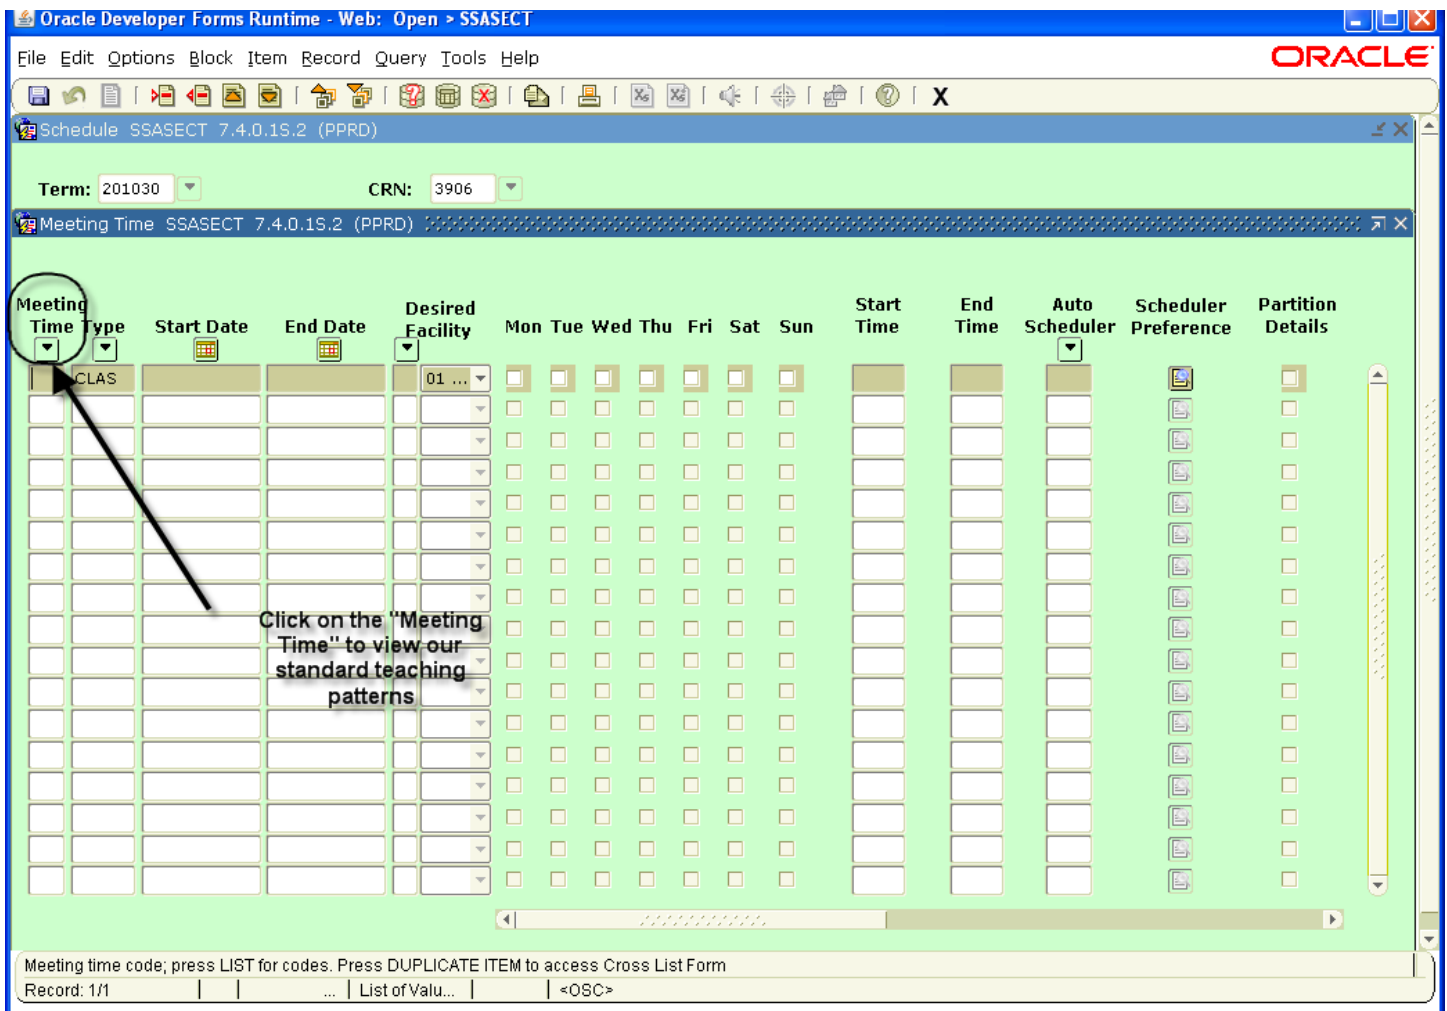 Oracle Developer Forms Runtime - Web: Open > SSASECT
File Edit Options Block Item Record Query Tools Help
ORACLE
X
Schedule SSASECT 7.4.0.1S.2 (PPRD)
Term: 201030 CRN: 3906
Meeting Time SSASECT 7.4.0.1S.2 (PPRD)
Meeting Desired Start End Auto Scheduler Partition
Time Type Start Date End Date Facility Mon Tue Wed Thu Fri Sat Sun Time Time Scheduler Preference Details
CLAS 01 ...
Click on the "Meeting
Time" to view our
standard teaching
patterns
Meeting time code; press LIST for codes. Press DUPLICATE ITEM to access Cross List Form
Record: 1/1 ... List of Valu... <OSC>